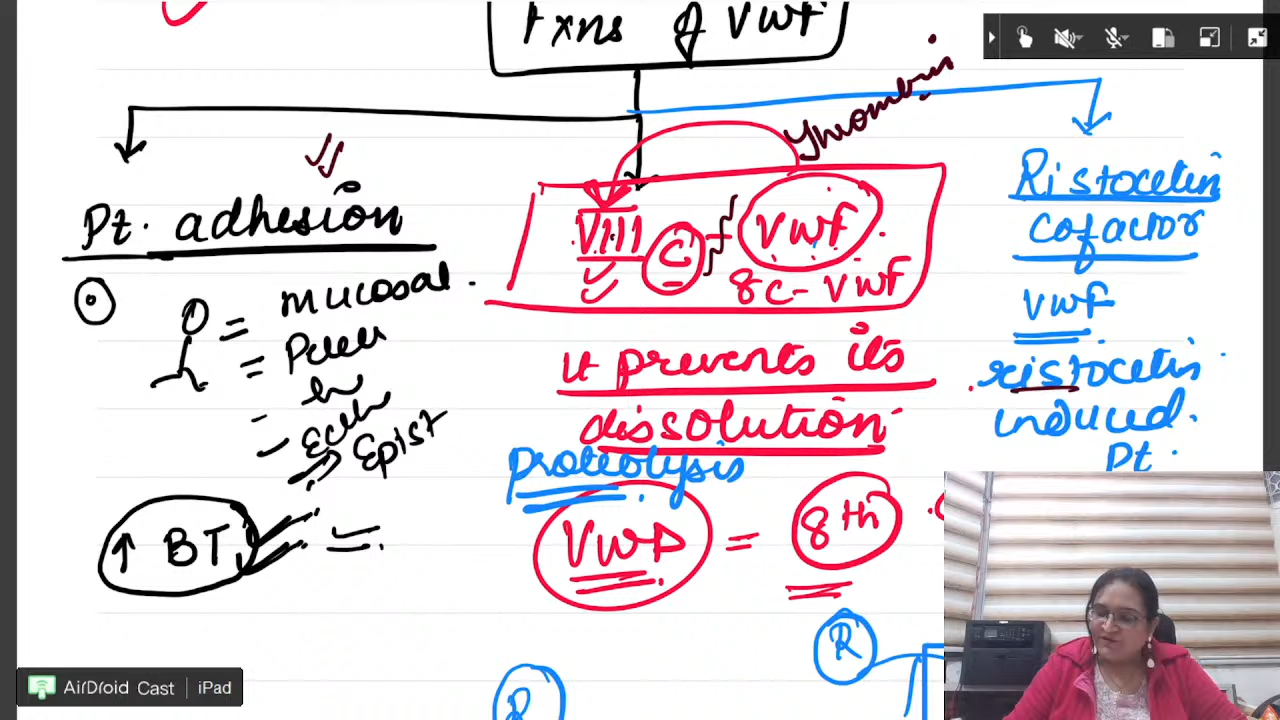 Fxns of VWF
Thrombin
Pt. adhesion
mucosal
=
=
-
Epist
↑ BT =
VIII C + VWF
8C-VWF
It prevents its
dissolution
Proteolysis
VWD = 8th
Ristocetin
cofactor
VWF
ristocetin
induced.
Pt.
R
R
AirDroid Cast | iPad